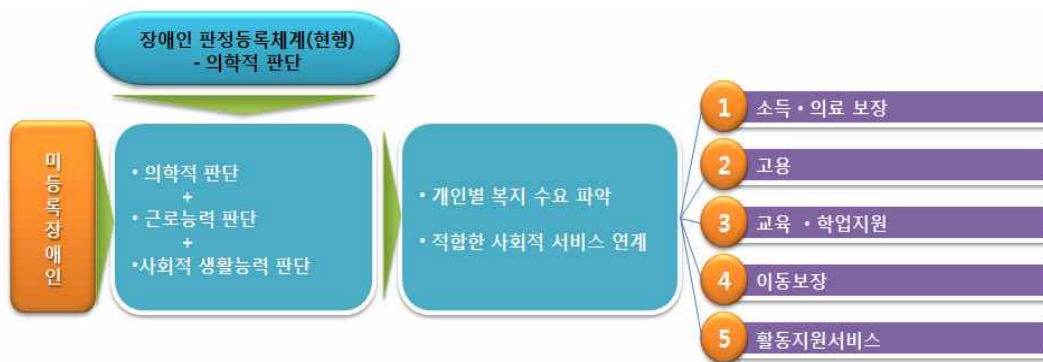 장애인 판정등록체계(현행)
- 의학적 판단
미등록장애인
• 의학적 판단
+
• 근로능력 판단
+
•사회적 생활능력 판단
• 개인별 복지 수요 파악
• 적합한 사회적 서비스 연계
1 소득・의료 보장
2 고용
3 교육 ・학업지원
4 이동보장
5 활동지원서비스